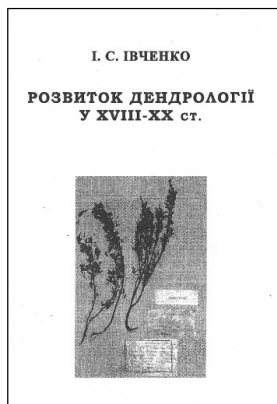 І. С. ІВЧЕНКО
РОЗВИТОК ДЕНДРОЛОГІЇ
У XVIII-XX ст.